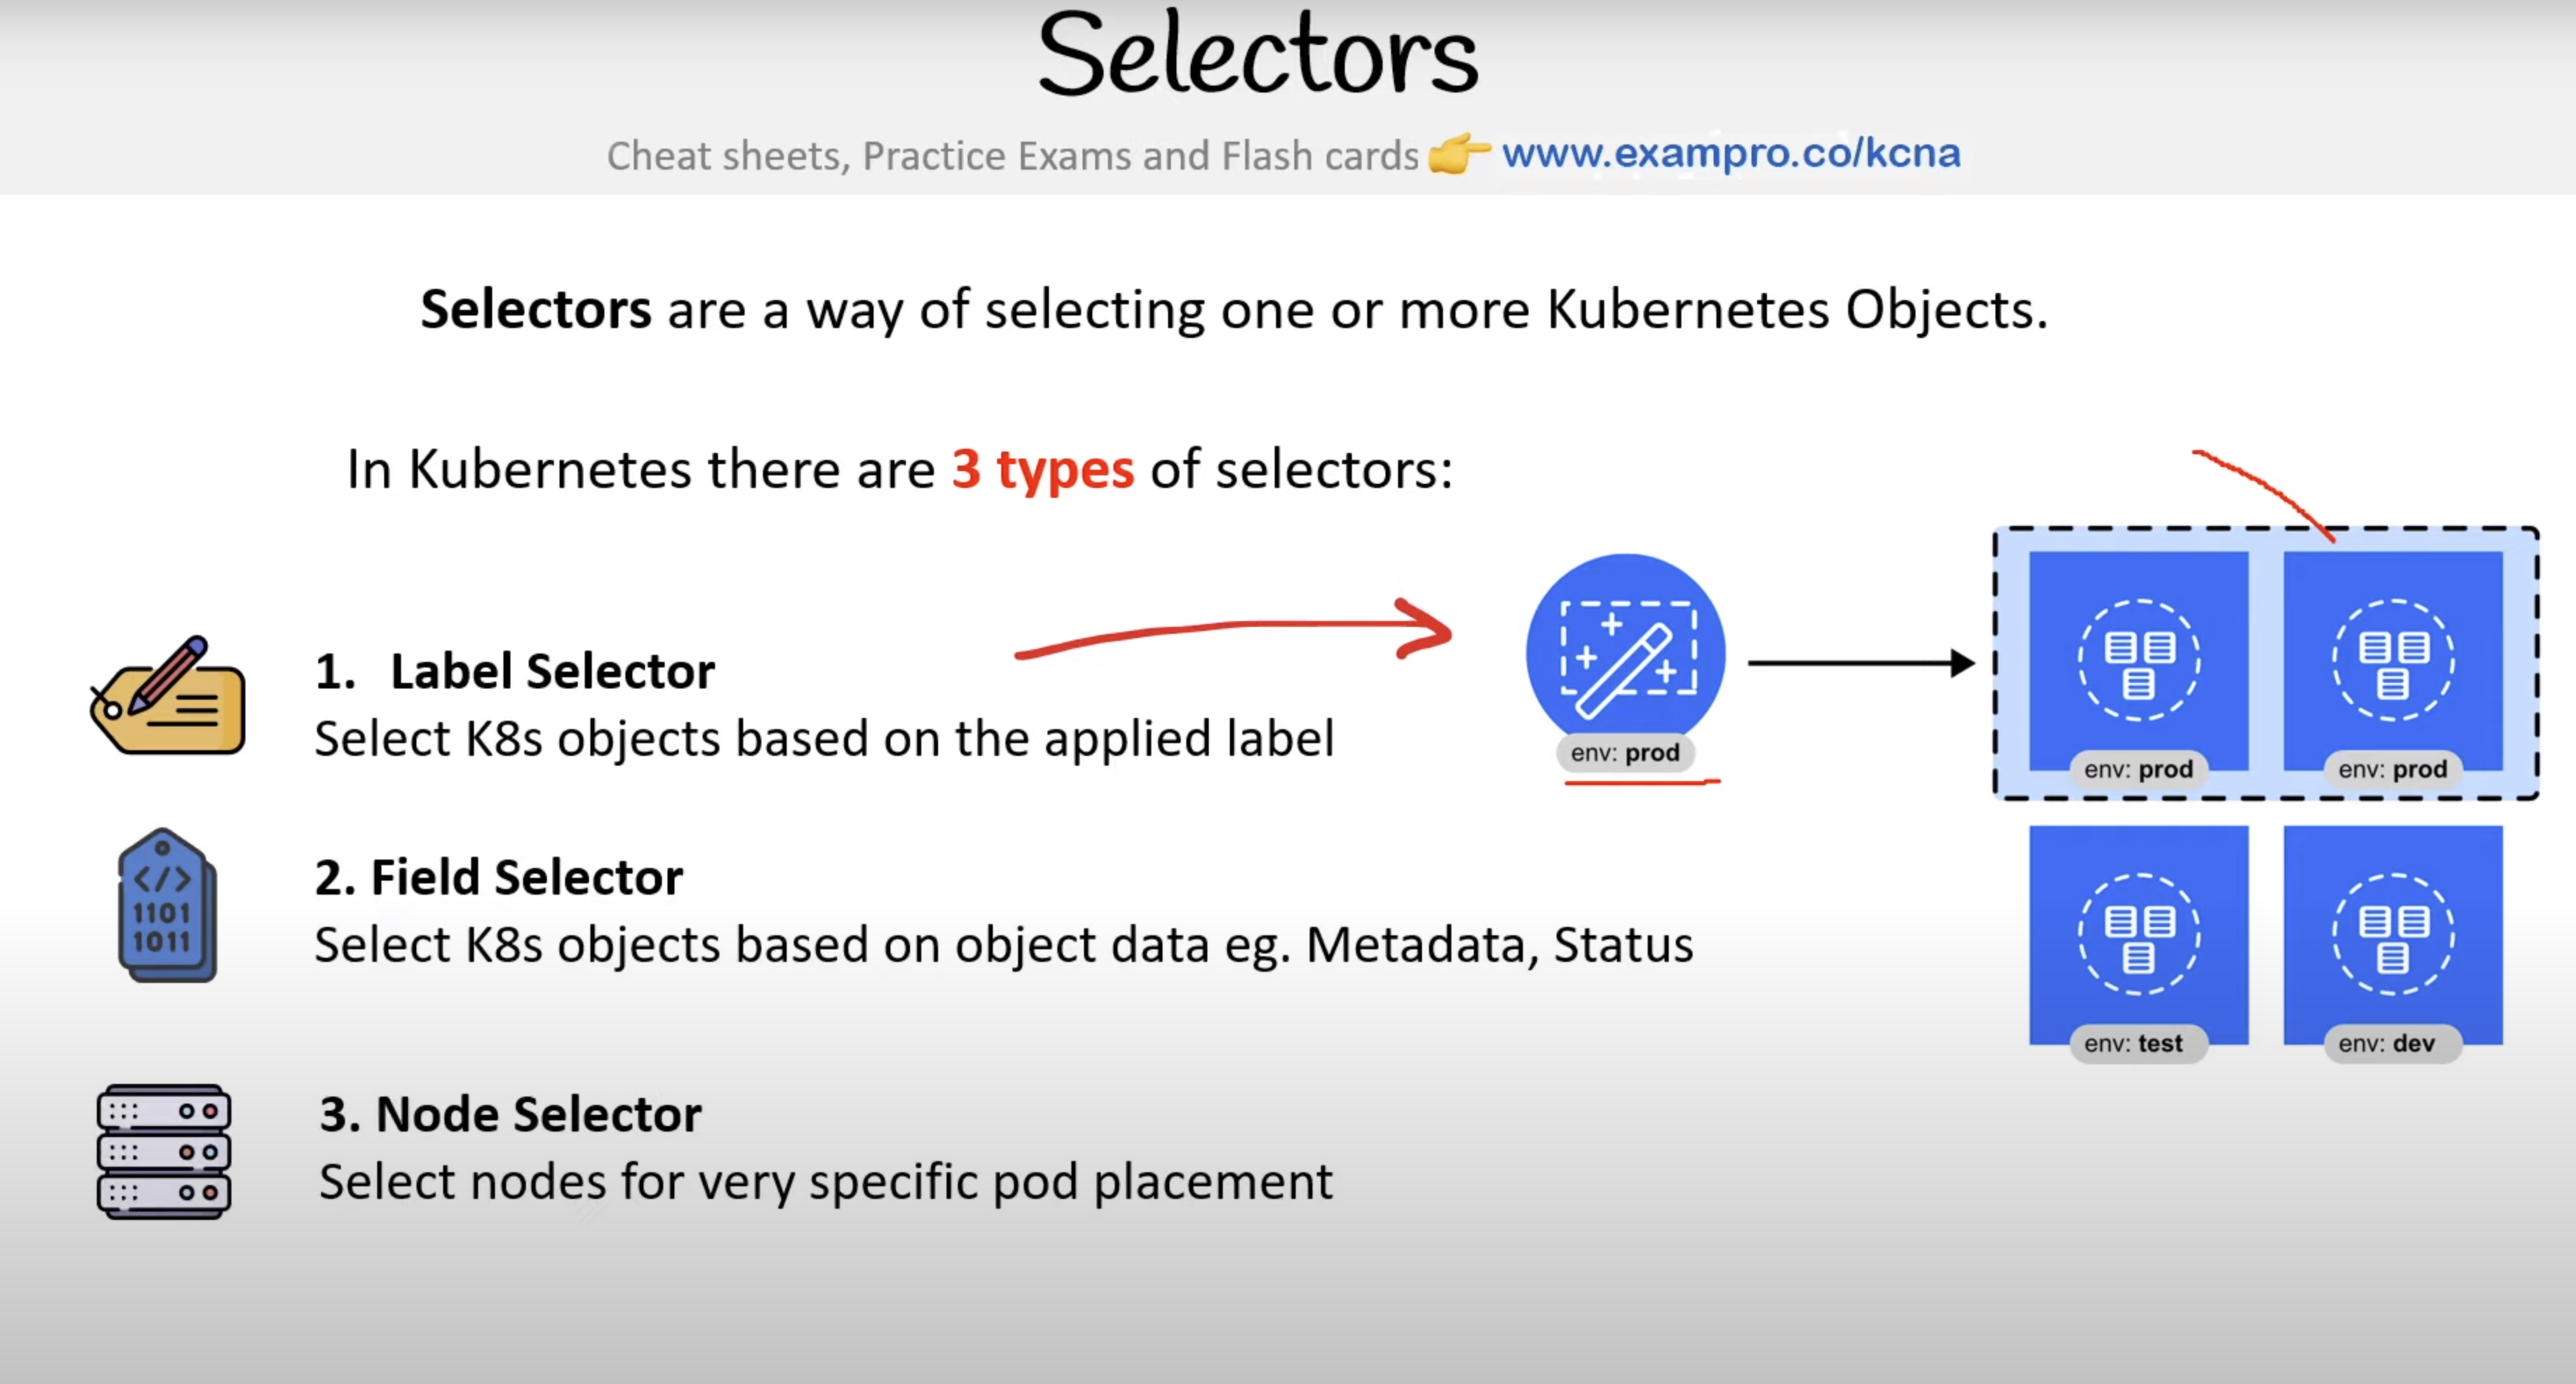 Selectors
Cheat sheets, Practice Exams and Flash cards www.exampro.co/kcna
Selectors are a way of selecting one or more Kubernetes Objects.
In Kubernetes there are 3 types of selectors:
1. Label Selector
Select K8s objects based on the applied label
2. Field Selector
</>
1101
1011
Select K8s objects based on object data eg. Metadata, Status
3. Node Selector
Select nodes for very specific pod placement
env: prod
env: prod
env: prod
env: test
env: dev